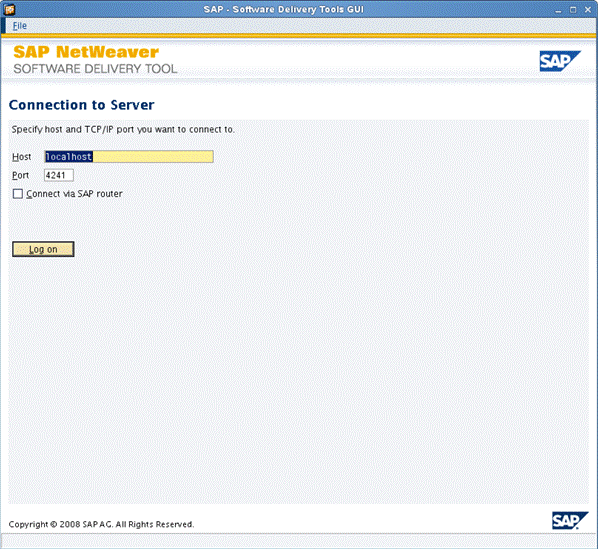 SAP - Software Delivery Tools GUI
File
SAP NetWeaver
SOFTWARE DELIVERY TOOL
SAP
Connection to Server
Specify host and TCP/IP port you want to connect to.
Host localhost
Port 4241
Connect via SAP router
Log on
Copyright © 2008 SAP AG. All Rights Reserved.
SAP